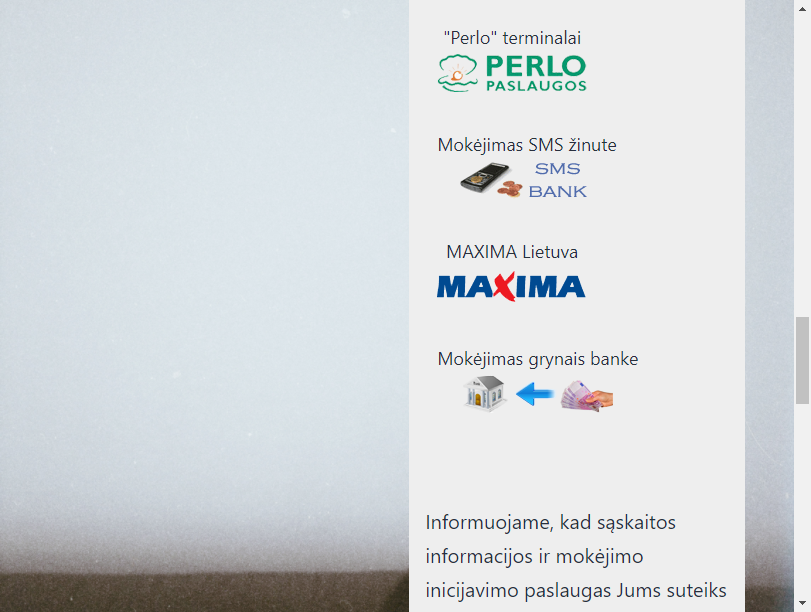 "Perlo" terminalai
PERLO
PASLAUGOS
Mokėjimas SMS žinute
SMS
BANK
MAXIMA Lietuva
MAXIMA
Mokėjimas grynais banke
Informuojame, kad sąskaitos
informacijos ir mokėjimo
inicijavimo paslaugas Jums suteiks